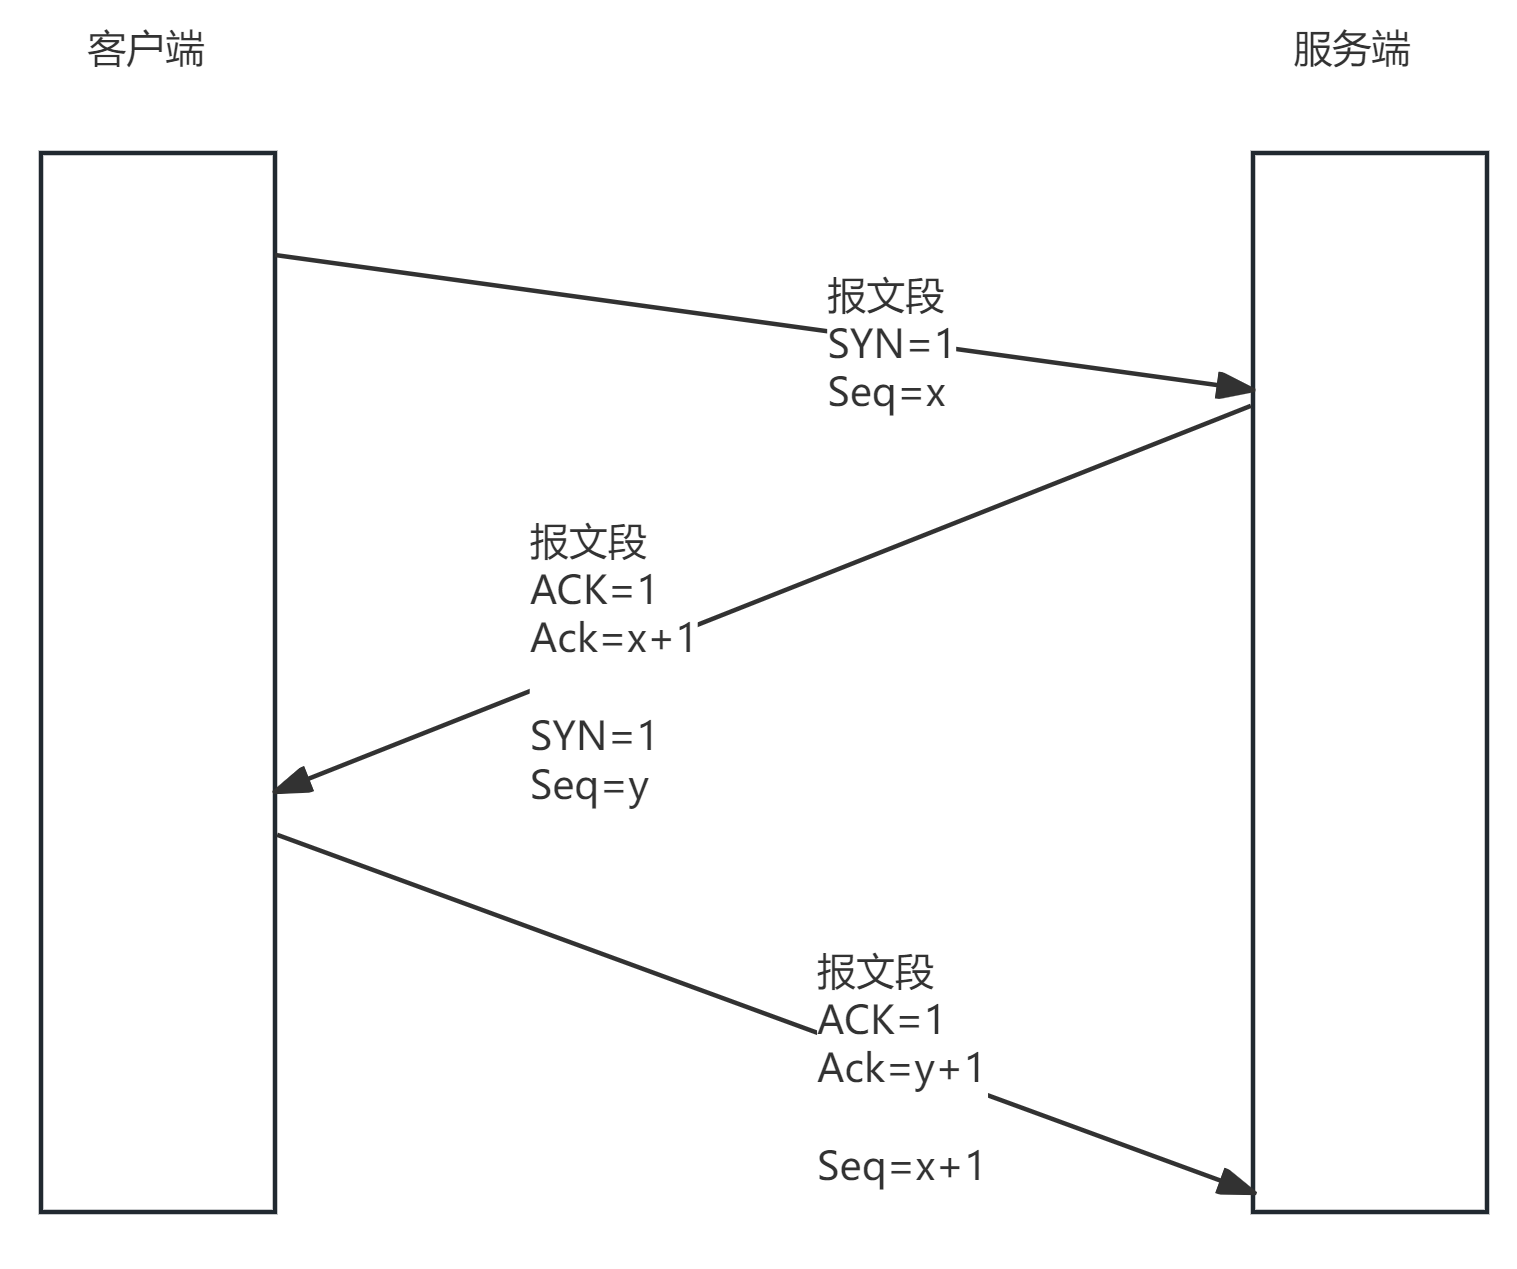 客户端
服务端
报文段
SYN=1
Seq=x
报文段
ACK=1
Ack=x+1
SYN=1
Seq=y
报文段
ACK=1
Ack=y+1
Seq=x+1